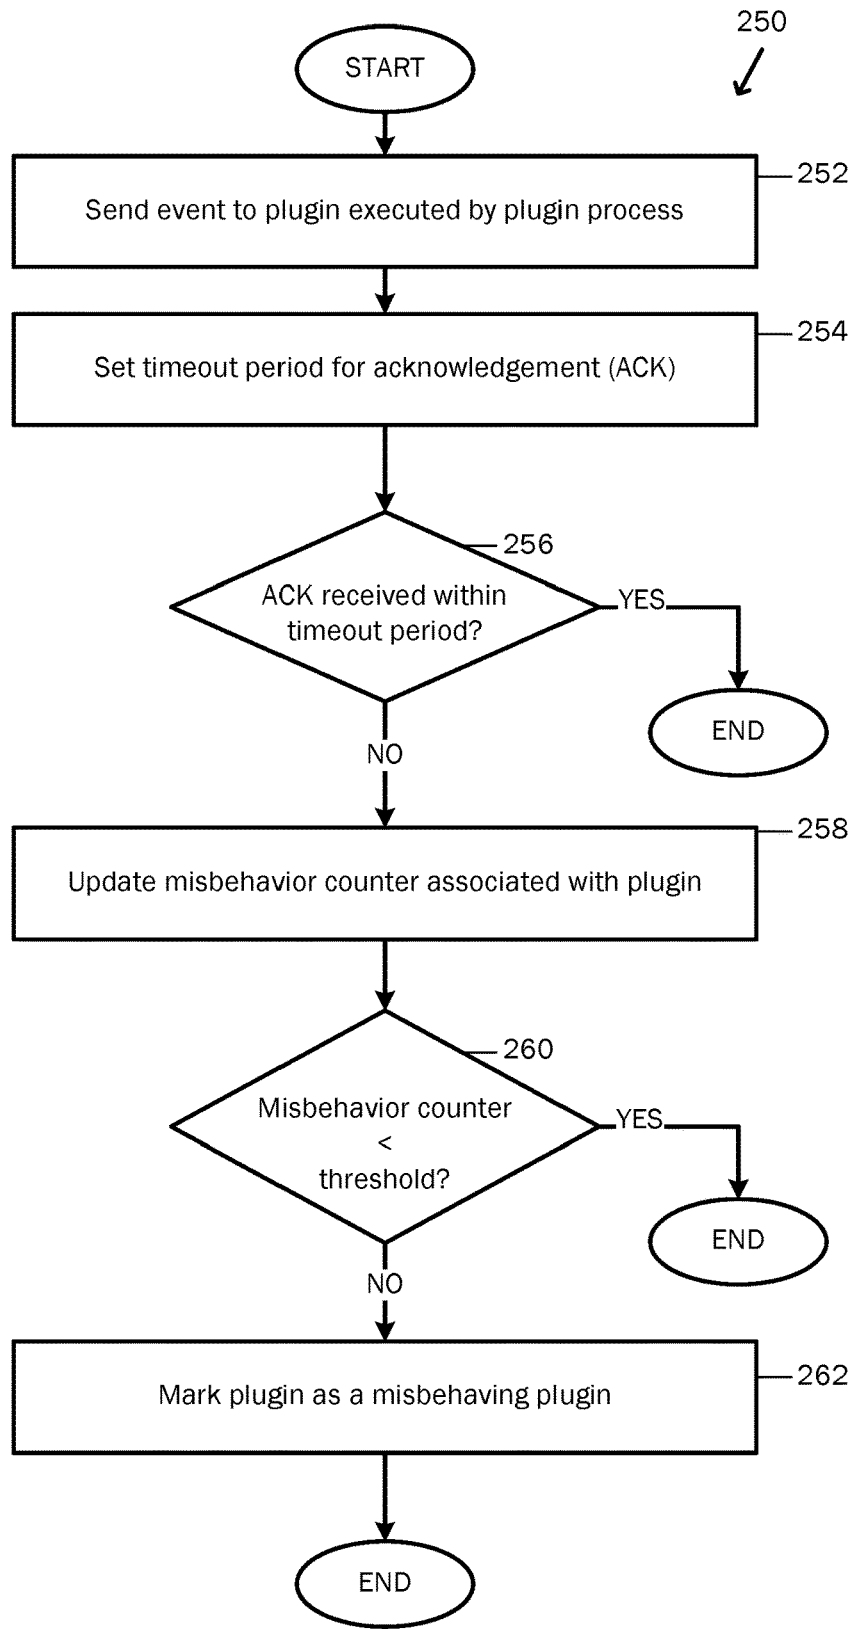 250
START
252
Send event to plugin executed by plugin process
254
Set timeout period for acknowledgement (ACK)
256
ACK received within
timeout period?
YES
END
NO
258
Update misbehavior counter associated with plugin
260
Misbehavior counter
<
threshold?
YES
END
NO
262
Mark plugin as a misbehaving plugin
END